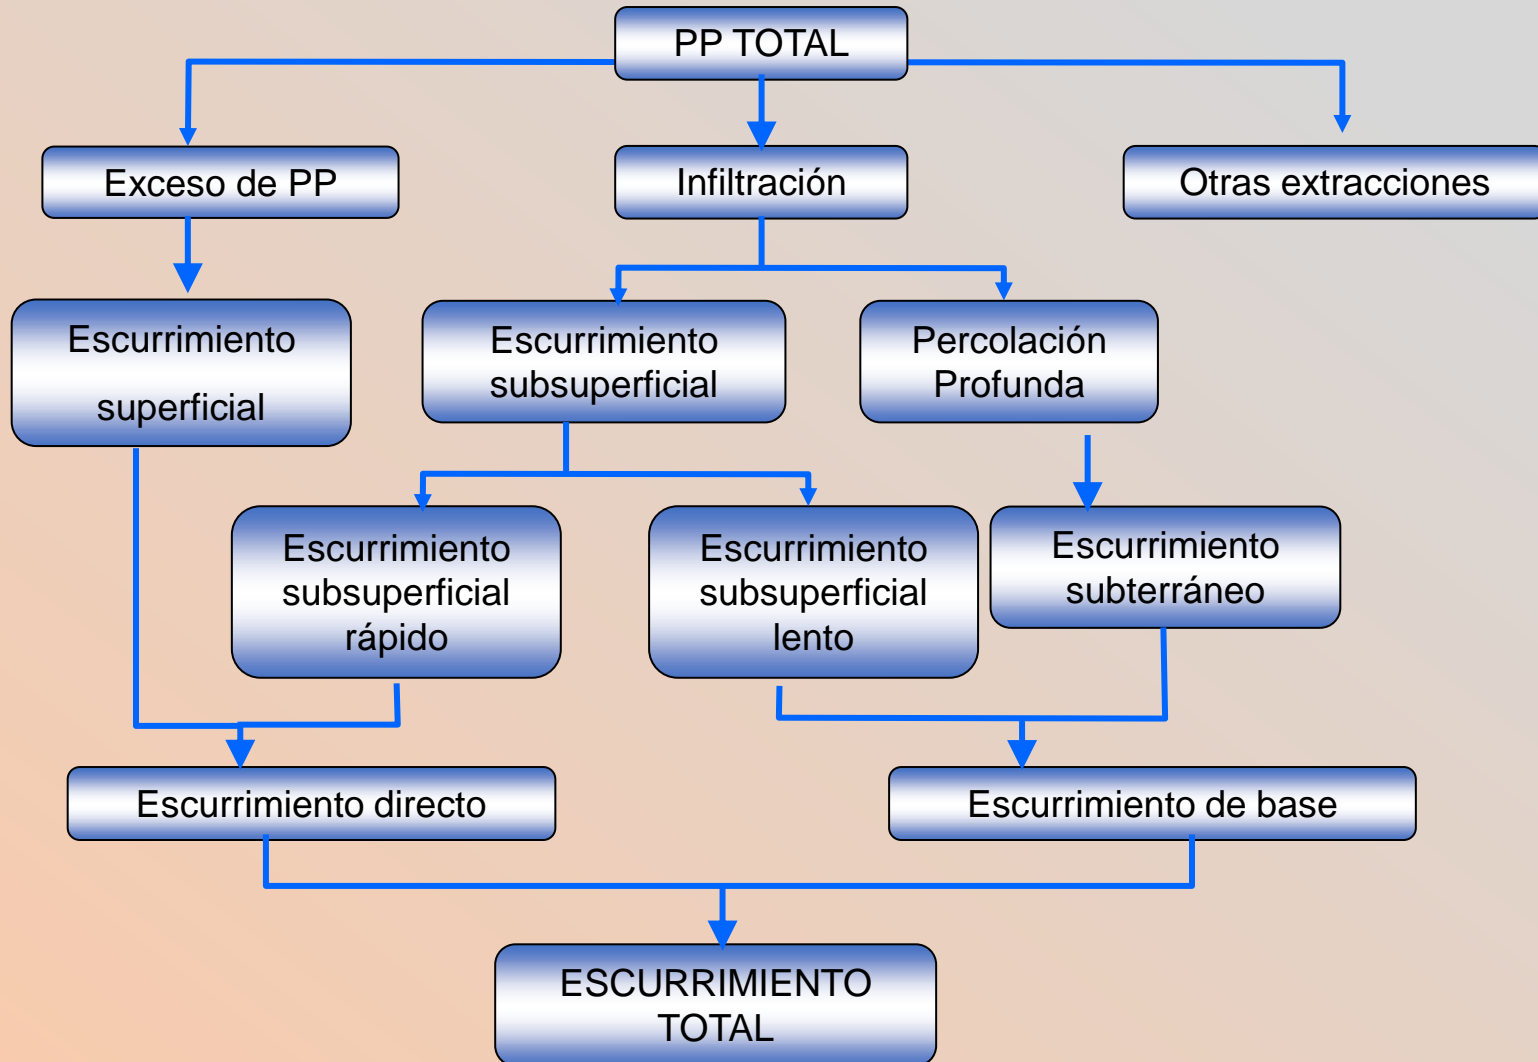 PP TOTAL
Exceso de PP
Infiltración
Otras extracciones
Escurrimiento
superficial
Escurrimiento
subsuperficial
Percolación
Profunda
Escurrimiento
subsuperficial
rápido
Escurrimiento
subsuperficial
lento
Escurrimiento
subterráneo
Escurrimiento directo
Escurrimiento de base
ESCURRIMIENTO
TOTAL